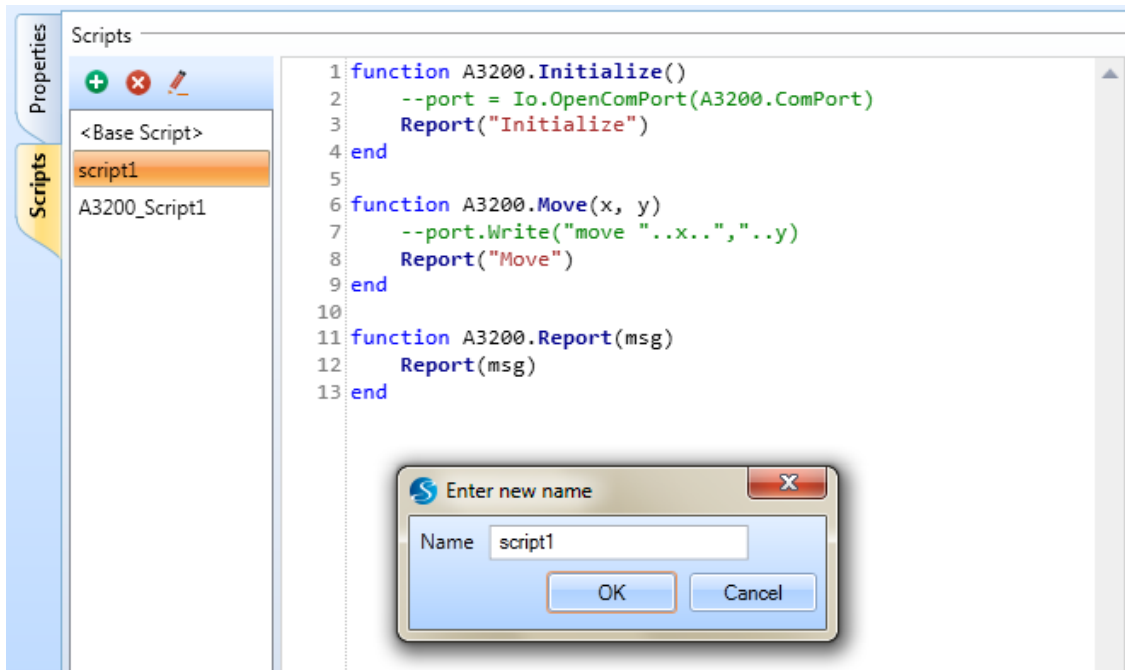 Properties
Scripts
Scripts
<Base Script>
script1
A3200_Script1
1 function A3200.Initialize()
2     --port = Io.OpenComPort(A3200.ComPort)
3     Report("Initialize")
4 end
5
6 function A3200.Move(x, y)
7     --port.Write("move "..x..","..y)
8     Report("Move")
9 end
10
11 function A3200.Report(msg)
12     Report(msg)
13 end
Enter new name
Name script1
OK Cancel